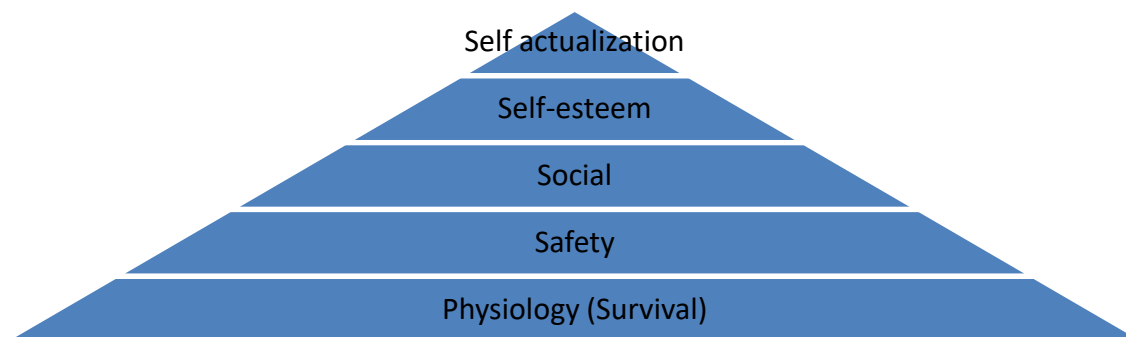 Self actualization
Self-esteem
Social
Safety
Physiology (Survival)